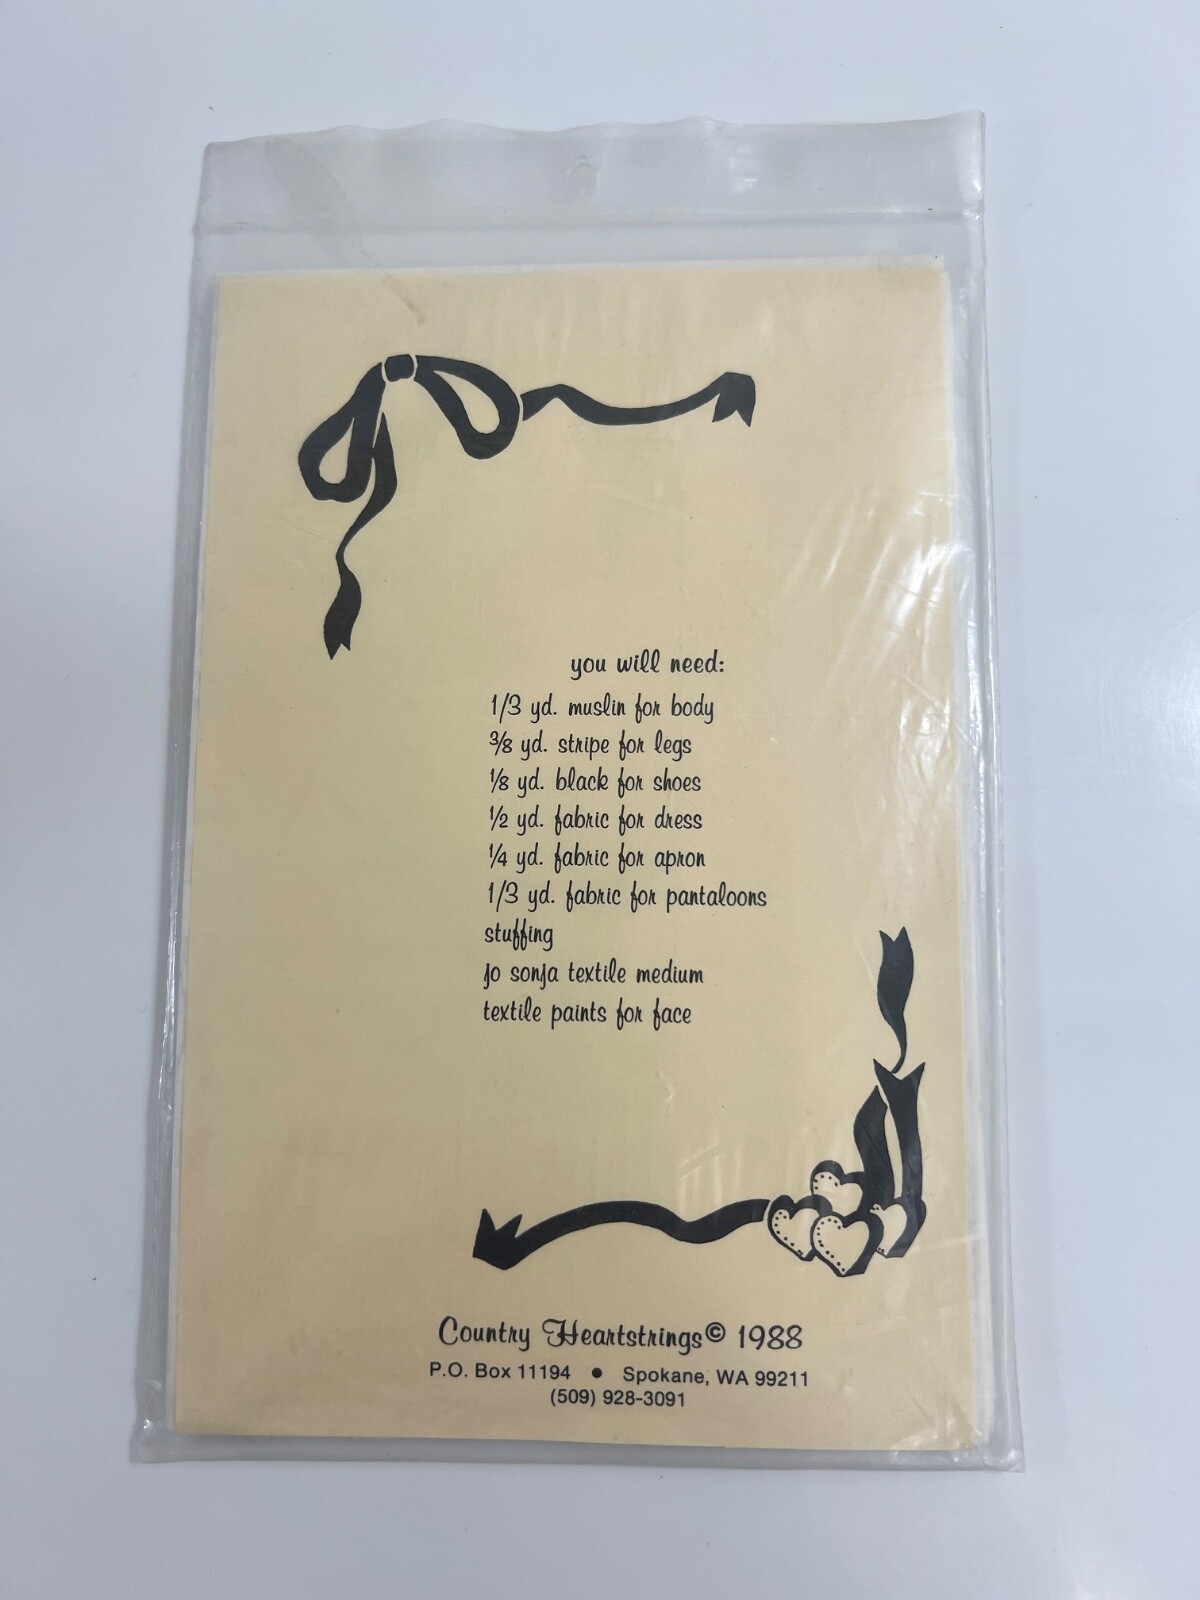 you will need:
1/3 yd. muslin for body
3/8 yd. stripe for legs
1/8 yd. black for shoes
1/2 yd. fabric for dress
1/4 yd. fabric for apron
1/3 yd. fabric for pantaloons
stuffing
jo sonja textile medium
textile paints for face
Country Heartstrings© 1988
P.O. Box 11194 • Spokane, WA 99211
(509) 928-3091